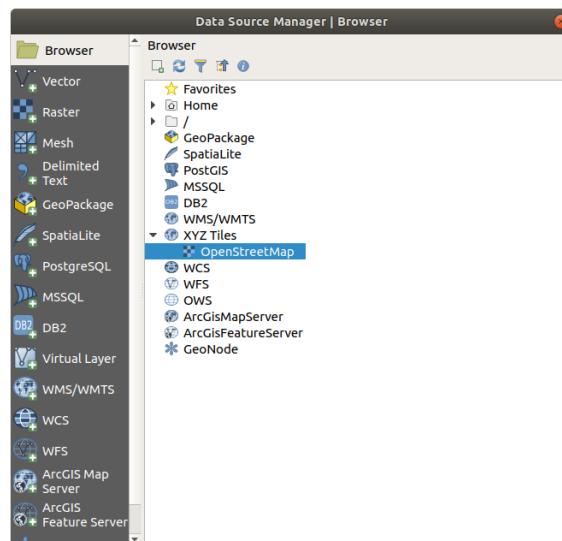 Data Source Manager | Browser
Browser
Vector
Raster
Mesh
Delimited
Text
GeoPackage
SpatiaLite
PostgreSQL
MSSQL
DB2
DB2
Virtual Layer
WMS/WMTS
WCS
WFS
ArcGIS Map
Server
ArcGIS
Feature Server
Browser
Favorites
Home
/
GeoPackage
SpatiaLite
PostGIS
MSSQL
DB2
DB2
WMS/WMTS
XYZ Tiles
OpenStreetMap
WCS
WFS
OWS
ArcGisMapServer
ArcGisFeatureServer
GeoNode